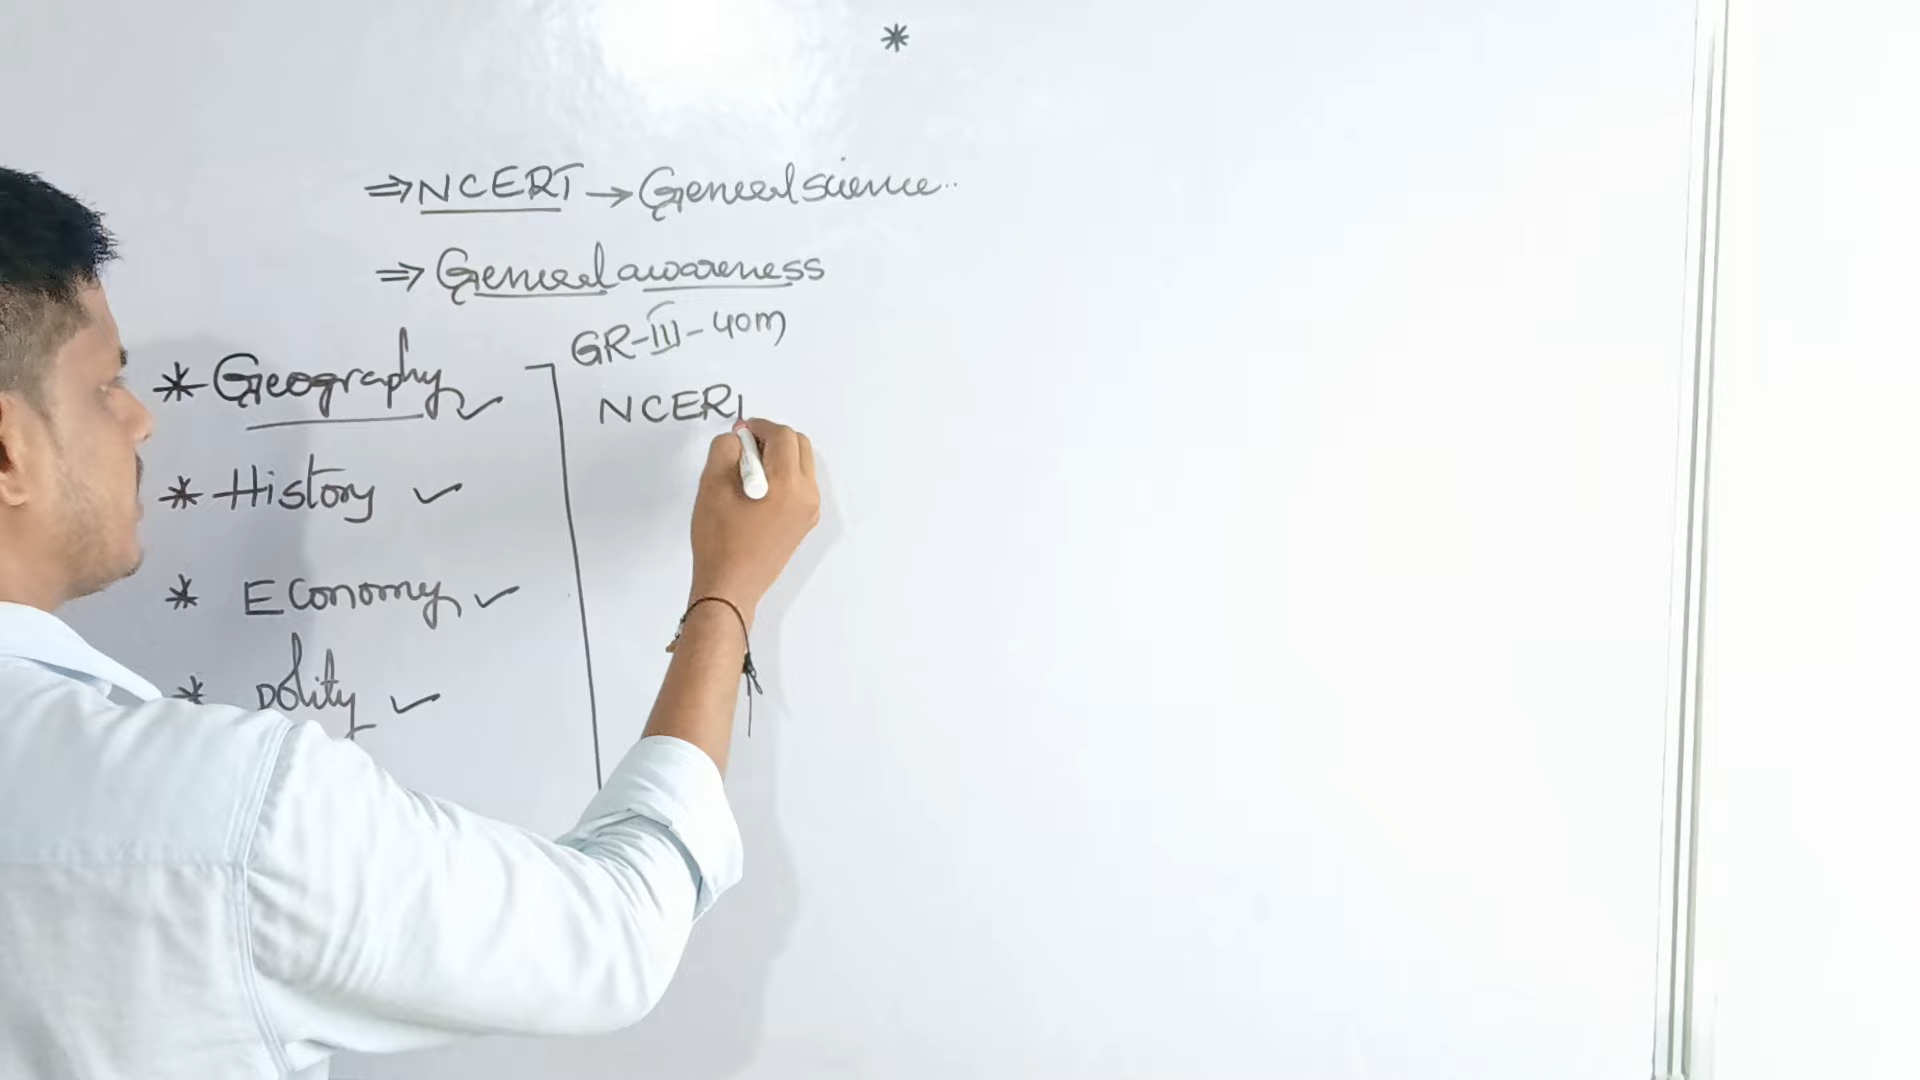 *
⇒ NCERT → General science..
⇒ General awareness
GR-III - 40m
* Geography ✓
NCERT
* History ✓
* Economy ✓
* Polity ✓